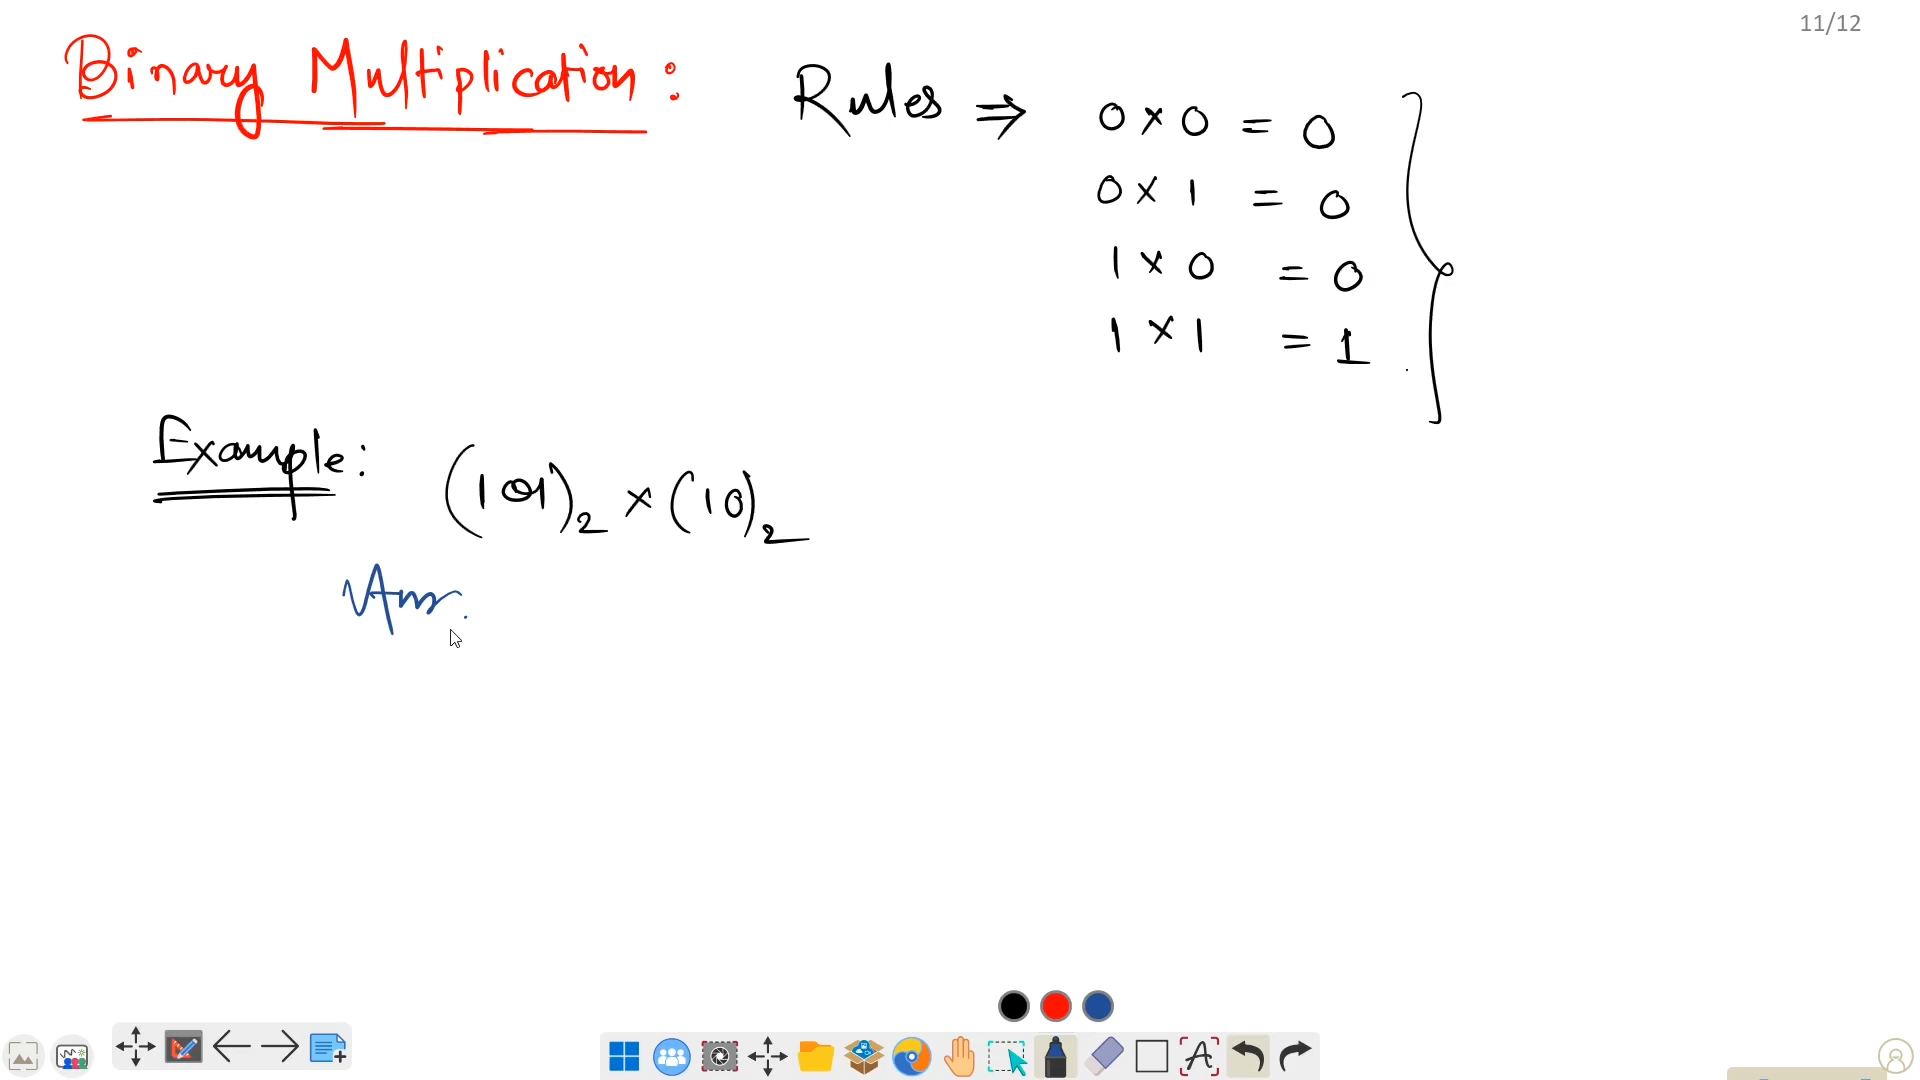 11/12
Binary Multiplication :
Rules ⇒ 0 × 0 = 0
0 × 1 = 0
1 × 0 = 0
1 × 1 = 1
Example: (101)₂ × (10)₂
Ans.